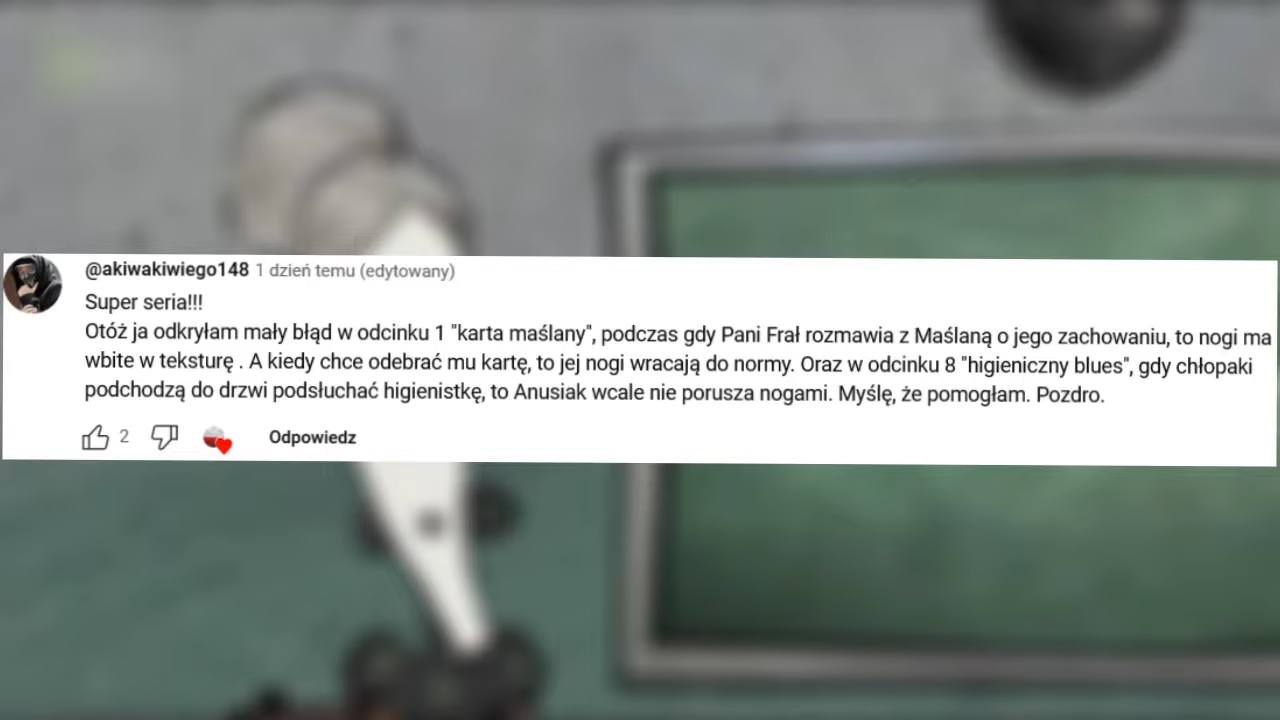 @akiwakiwiego148 1 dzień temu (edytowany)
Super seria!!!
Otóż ja odkryłam mały błąd w odcinku 1 "karta maślany", podczas gdy Pani Frał rozmawia z Maślaną o jego zachowaniu, to nogi ma
wbite w teksturę . A kiedy chce odebrać mu kartę, to jej nogi wracają do normy. Oraz w odcinku 8 "higieniczny blues", gdy chłopaki
podchodzą do drzwi podsłuchać higienistkę, to Anusiak wcale nie porusza nogami. Myślę, że pomogłam. Pozdro.
2 Odpowiedz